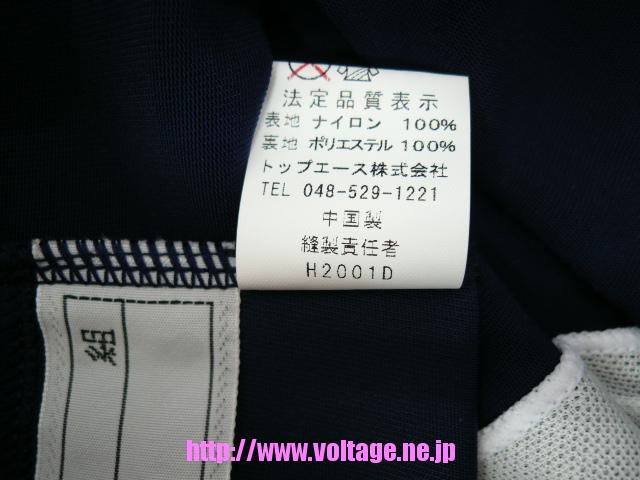 法定品質表示
表地 ナイロン 100%
裏地 ポリエステル 100%
トップエース株式会社
TEL 048-529-1221
中国製
縫製責任者
H2001D
組
http://www.voltage.ne.jp